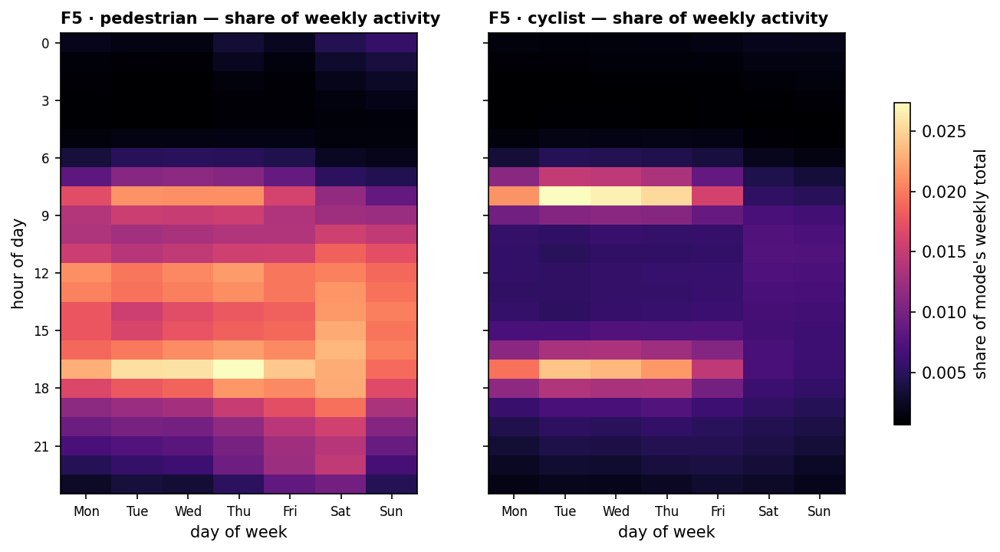 F5 · pedestrian — share of weekly activity
F5 · cyclist — share of weekly activity
0
3
6
9
12
15
18
21
hour of day
Mon Tue Wed Thu Fri Sat Sun
day of week
Mon Tue Wed Thu Fri Sat Sun
day of week
0.025
0.020
0.015
0.010
0.005
share of mode's weekly total